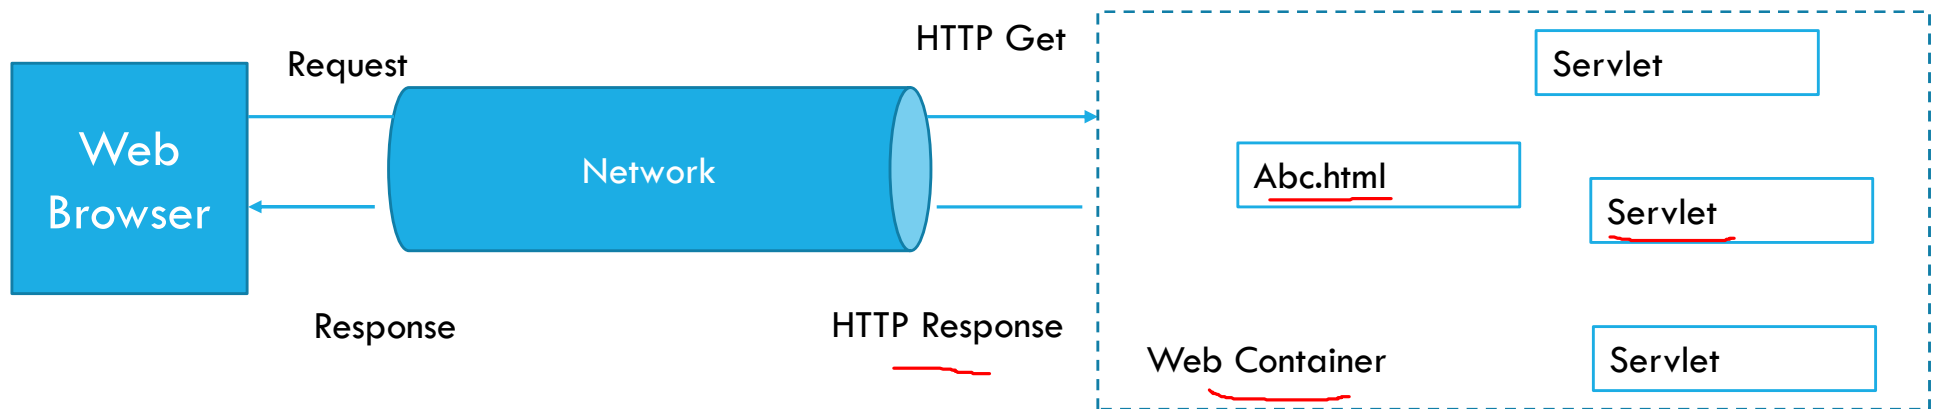 HTTP Get
Request
Servlet
Web
Browser
Network
Abc.html
Servlet
Response
HTTP Response
Web Container
Servlet